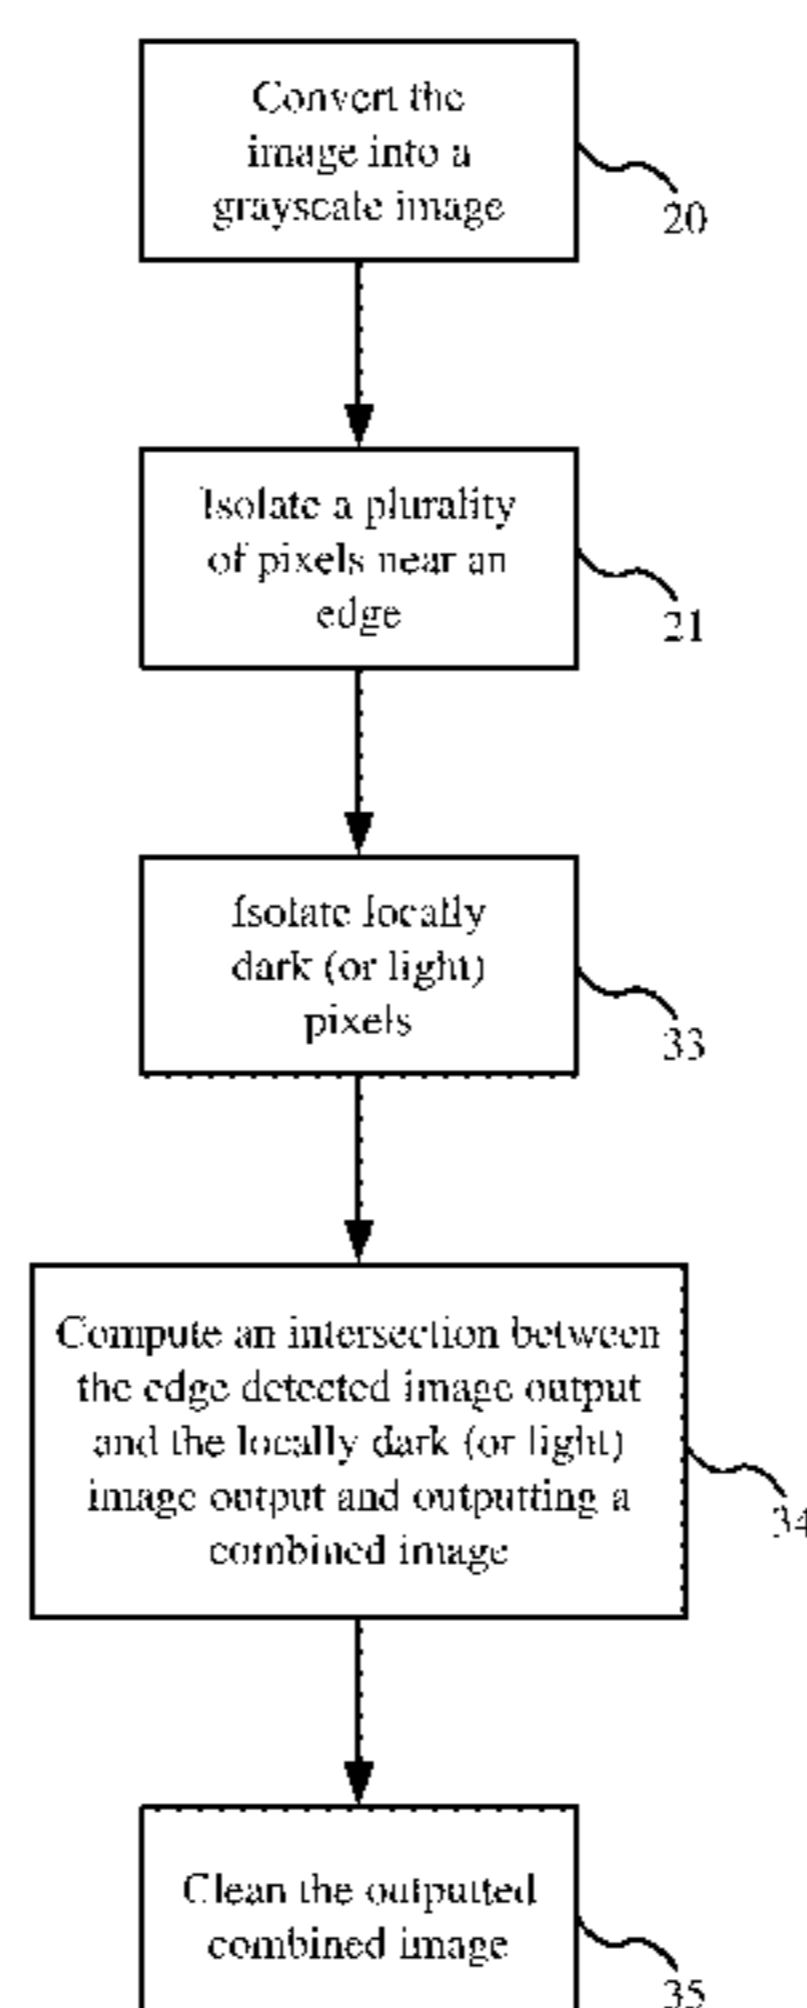 Convert the
image into a
grayscale image
20
Isolate a plurality
of pixels near an
edge
21
Isolate locally
dark (or light)
pixels
33
Compute an intersection between
the edge detected image output
and the locally dark (or light)
image output and outputting a
combined image
34
Clean the outputted
combined image
35